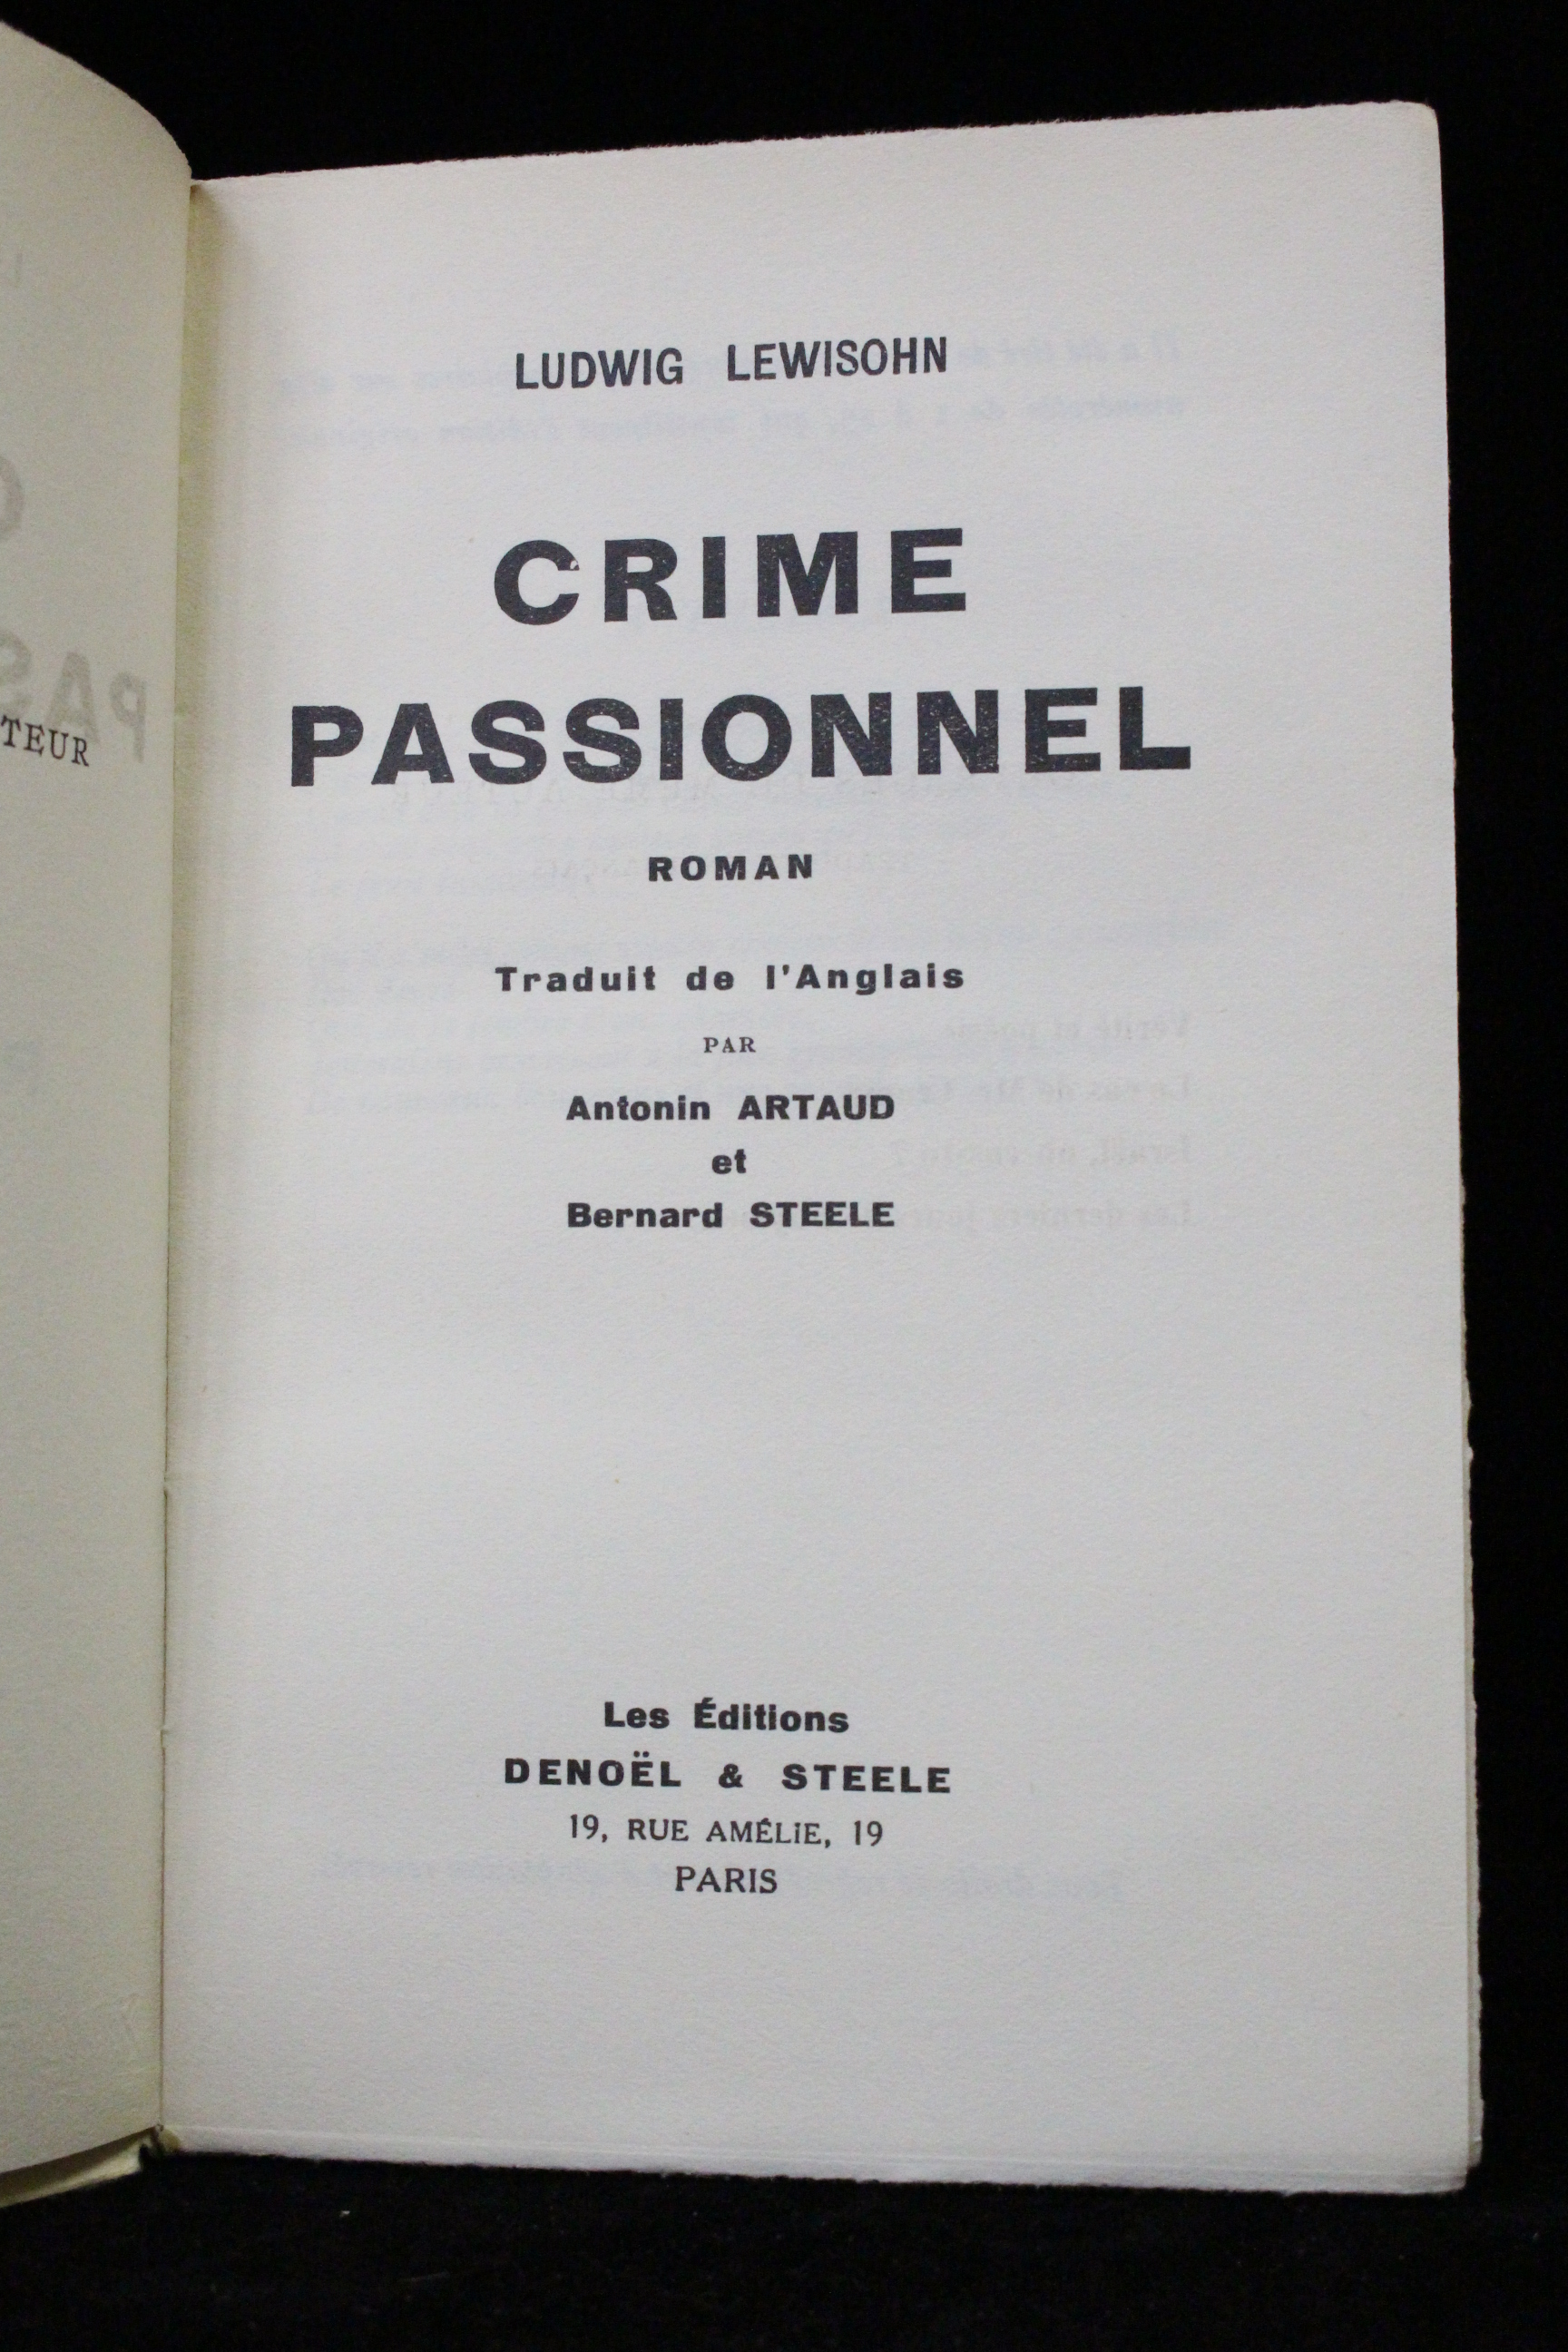 TEUR
LUDWIG LEWISOHN
CRIME
PASSIONNEL
ROMAN
Traduit de l'Anglais
PAR
Antonin ARTAUD
et
Bernard STEELE
Les Éditions
DENOËL & STEELE
19, RUE AMÉLIE, 19
PARIS